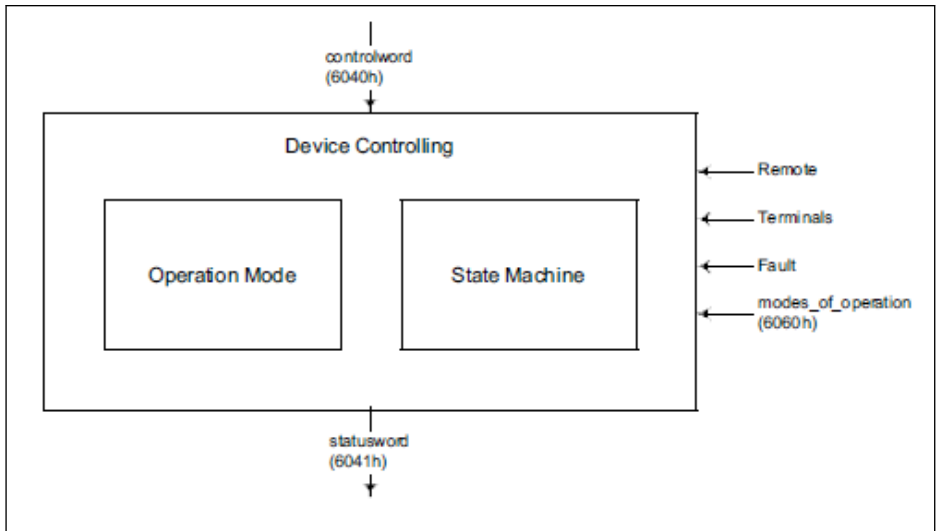 controlword
(6040h)
Device Controlling
Remote
Terminals
Operation Mode
State Machine
Fault
modes_of_operation
(6060h)
statusword
(6041h)